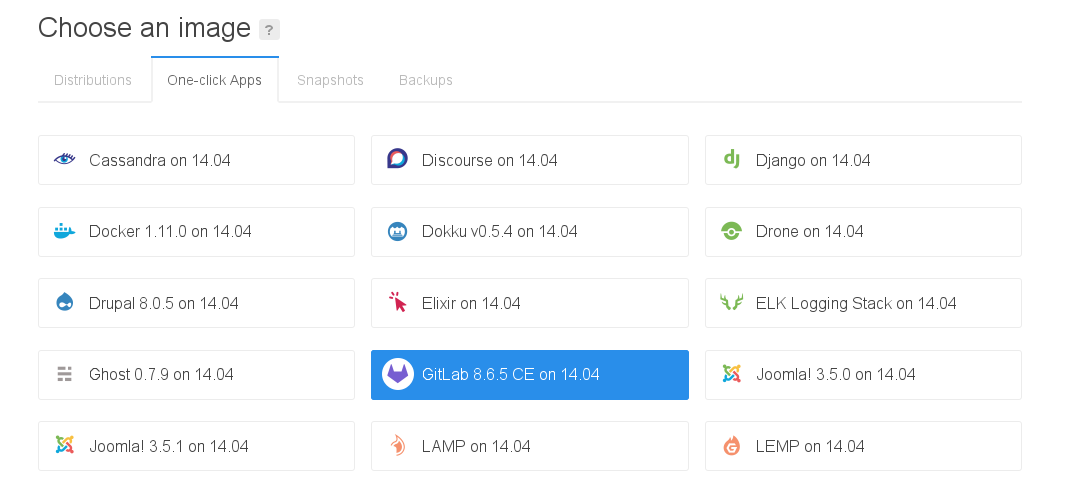 Choose an image ?
Distributions One-click Apps Snapshots Backups
Cassandra on 14.04 Discourse on 14.04 Django on 14.04
Docker 1.11.0 on 14.04 Dokku v0.5.4 on 14.04 Drone on 14.04
Drupal 8.0.5 on 14.04 Elixir on 14.04 ELK Logging Stack on 14.04
Ghost 0.7.9 on 14.04 GitLab 8.6.5 CE on 14.04 Joomla! 3.5.0 on 14.04
Joomla! 3.5.1 on 14.04 LAMP on 14.04 LEMP on 14.04